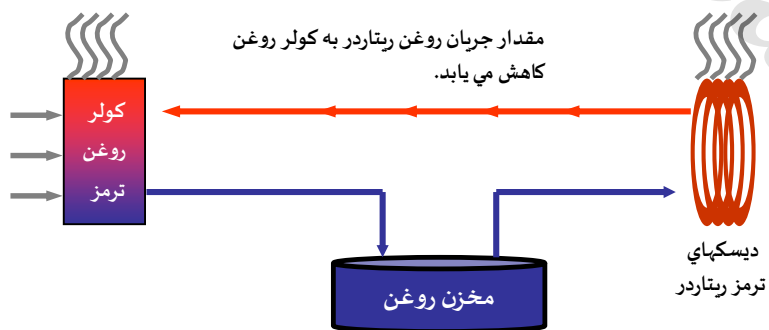 مقدار جريان روغن ريتاردر به كولر روغن
كاهش مي يابد.
كولر
روغن
ترمز
ديسكهاي
ترمز ريتاردر
مخزن روغن